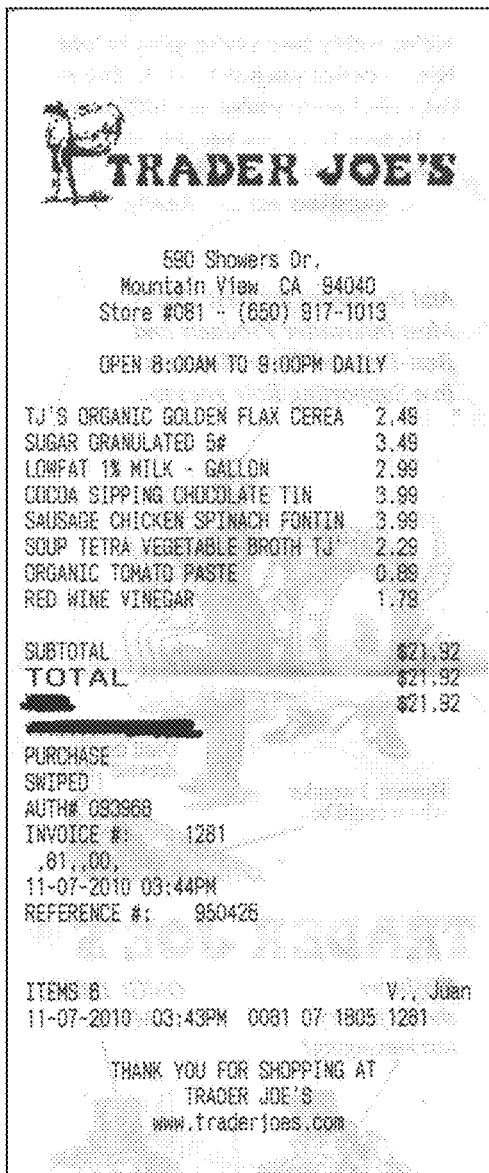 TRADER JOE'S
590 Showers Dr.
Mountain View CA 94040
Store #081 - (650) 917-1013
OPEN 8:00AM TO 9:00PM DAILY
TJ'S ORGANIC GOLDEN FLAX CEREA 2.49
SUGAR GRANULATED 5# 3.49
LOWFAT 1% MILK - GALLON 2.99
COCOA SIPPING CHOCOLATE TIN 3.99
SAUSAGE CHICKEN SPINACH FONTIN 3.99
SOUP TETRA VEGETABLE BROTH TJ' 2.29
ORGANIC TOMATO PASTE 0.89
RED WINE VINEGAR 1.79
SUBTOTAL $21.92
TOTAL $21.92
$21.92
PURCHASE
SWIPED
AUTH#
INVOICE #: 1281
,81,,00,
11-07-2010 03:44PM
REFERENCE #: 950426
ITEMS 8 V., Juan
11-07-2010 03:43PM 0081 07 1805 1281
THANK YOU FOR SHOPPING AT
TRADER JOE'S
www.traderjoes.com